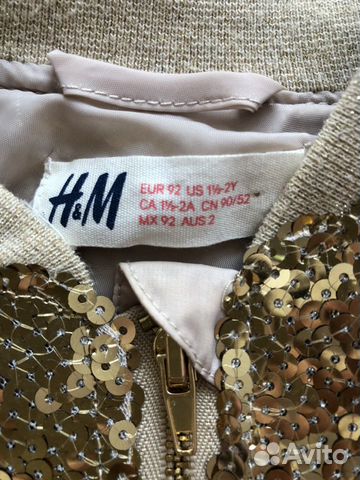 H&M
EUR 92 US 1½-2Y
CA 1½-2A CN 90/52
MX 92 AUS 2
Avito